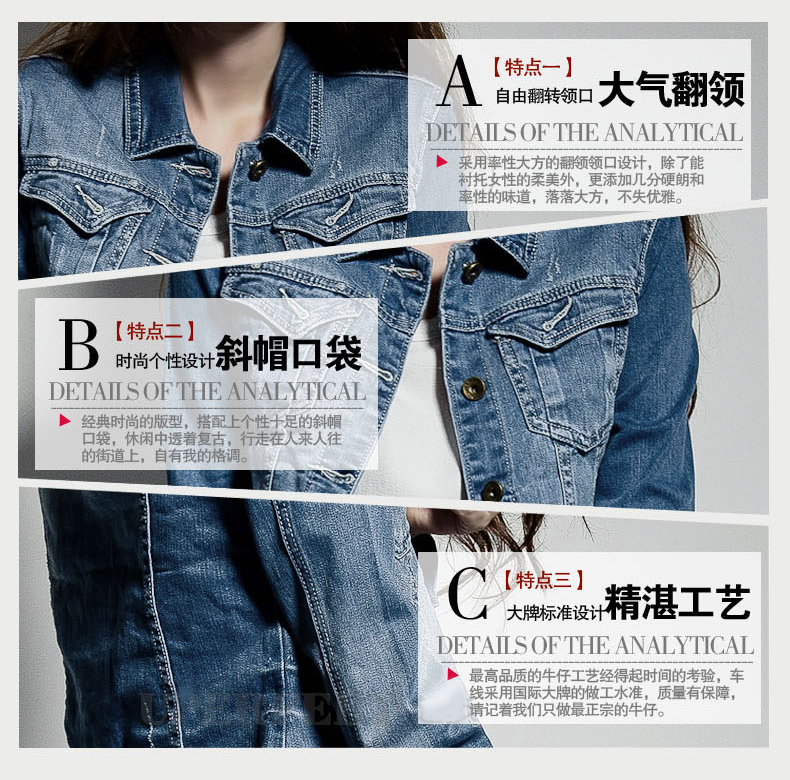 A
【特点一】
自由翻转领口 大气翻领
DETAILS OF THE ANALYTICAL
采用率性大方的翻领领口设计，除了能
衬托女性的柔美外，更添加几分硬朗和
率性的味道，落落大方，不失优雅。
B
【特点二】
时尚个性设计 斜帽口袋
DETAILS OF THE ANALYTICAL
经典时尚的版型，搭配上个性十足的斜帽
口袋，休闲中透着复古，行走在人来人往
的街道上，自有我的格调。
C
【特点三】
大牌标准设计 精湛工艺
DETAILS OF THE ANALYTICAL
最高品质的牛仔工艺经得起时间的考验，车
线采用国际大牌的做工水准，质量有保障，
请记着我们只做最正宗的牛仔。